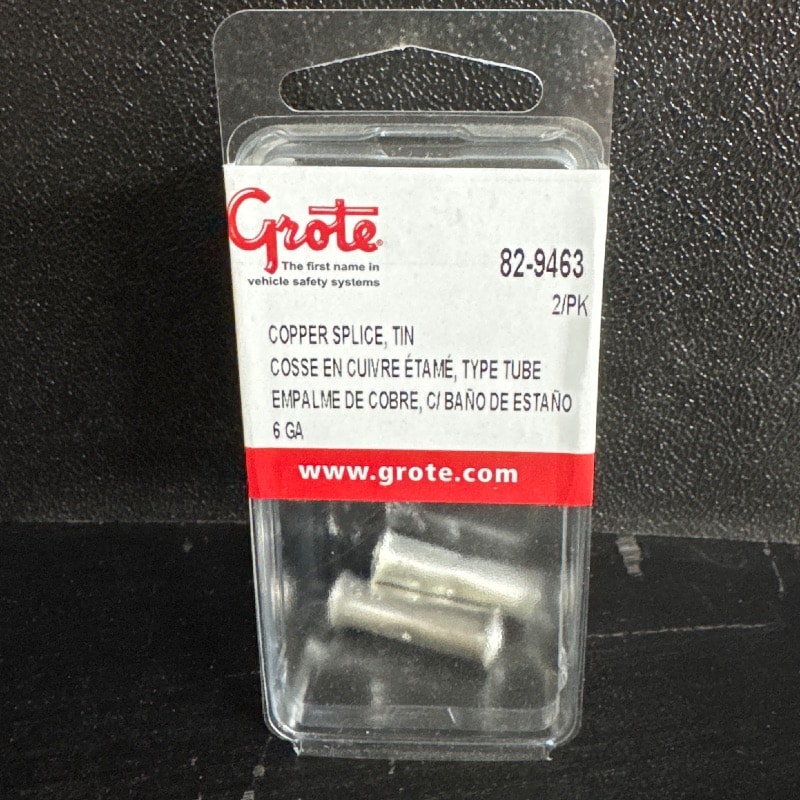 Grote®
The first name in
vehicle safety systems
82-9463
2/PK
COPPER SPLICE, TIN
COSSE EN CUIVRE ÉTAMÉ, TYPE TUBE
EMPALME DE COBRE, C/ BAÑO DE ESTAÑO
6 GA
www.grote.com